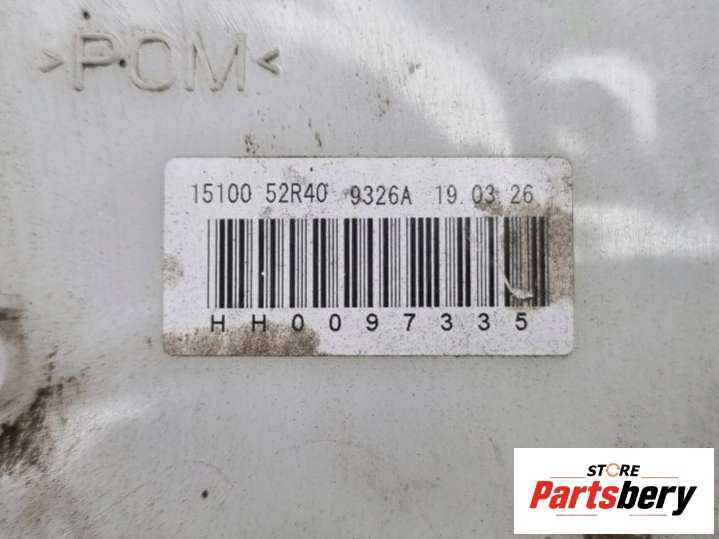 >POM<
15100 52R40 9326A 19.03 26
HH0097335
STORE
Partsbery